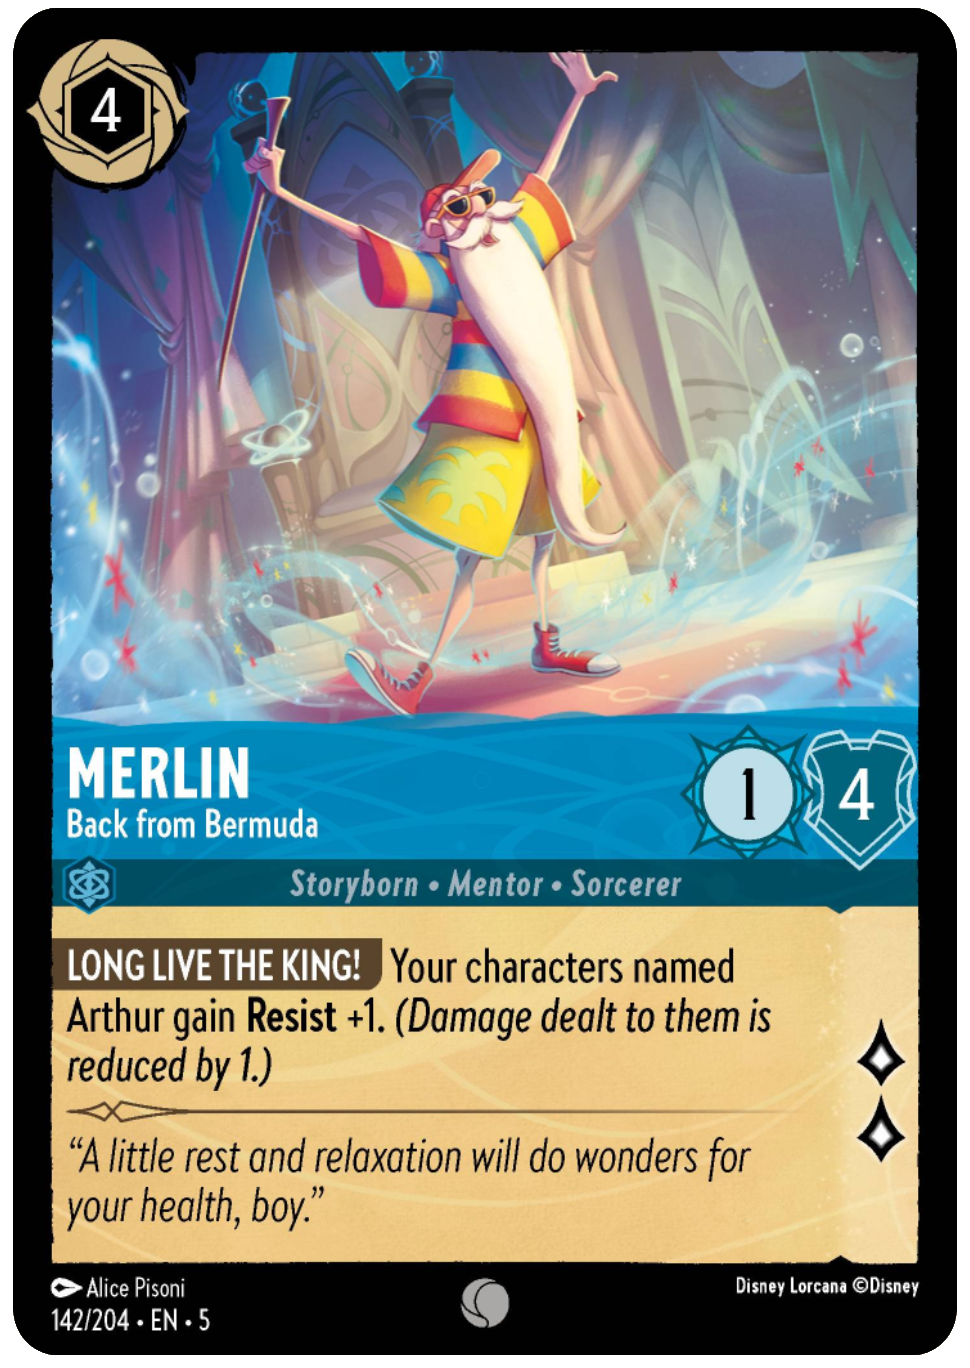 4
MERLIN
Back from Bermuda
1
4
Storyborn • Mentor • Sorcerer
LONG LIVE THE KING! Your characters named
Arthur gain Resist +1. (Damage dealt to them is
reduced by 1.)
“A little rest and relaxation will do wonders for
your health, boy.”
Alice Pisoni
Disney Lorcana ©Disney
142/204 • EN • 5